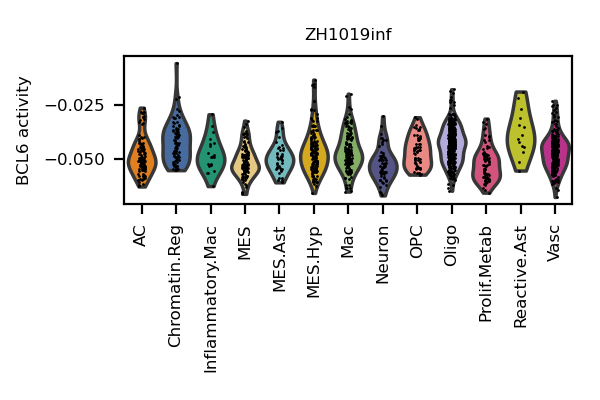 ZH1019inf
BCL6 activity
−0.025
−0.050
AC
Chromatin.Reg
Inflammatory.Mac
MES
MES.Ast
MES.Hyp
Mac
Neuron
OPC
Oligo
Prolif.Metab
Reactive.Ast
Vasc